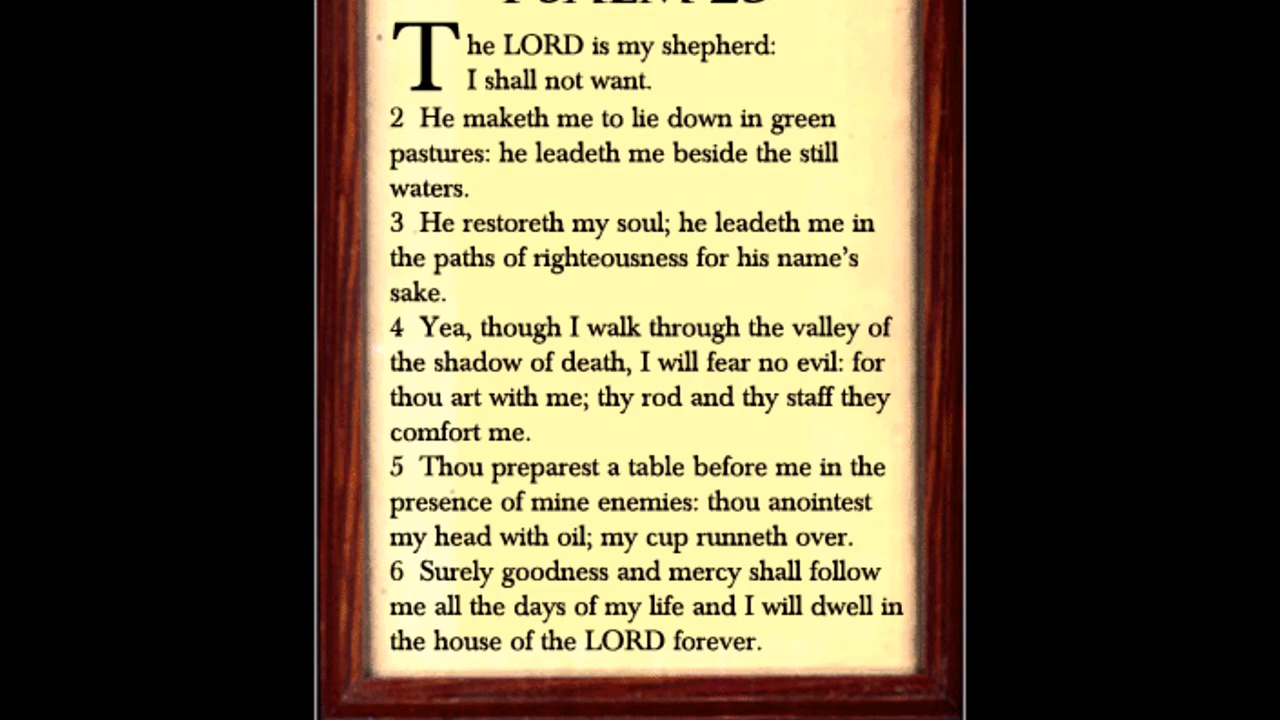 PSALM 23
The LORD is my shepherd:
I shall not want.
2 He maketh me to lie down in green
pastures: he leadeth me beside the still
waters.
3 He restoreth my soul; he leadeth me in
the paths of righteousness for his name’s
sake.
4 Yea, though I walk through the valley of
the shadow of death, I will fear no evil: for
thou art with me; thy rod and thy staff they
comfort me.
5 Thou preparest a table before me in the
presence of mine enemies: thou anointest
my head with oil; my cup runneth over.
6 Surely goodness and mercy shall follow
me all the days of my life and I will dwell in
the house of the LORD forever.